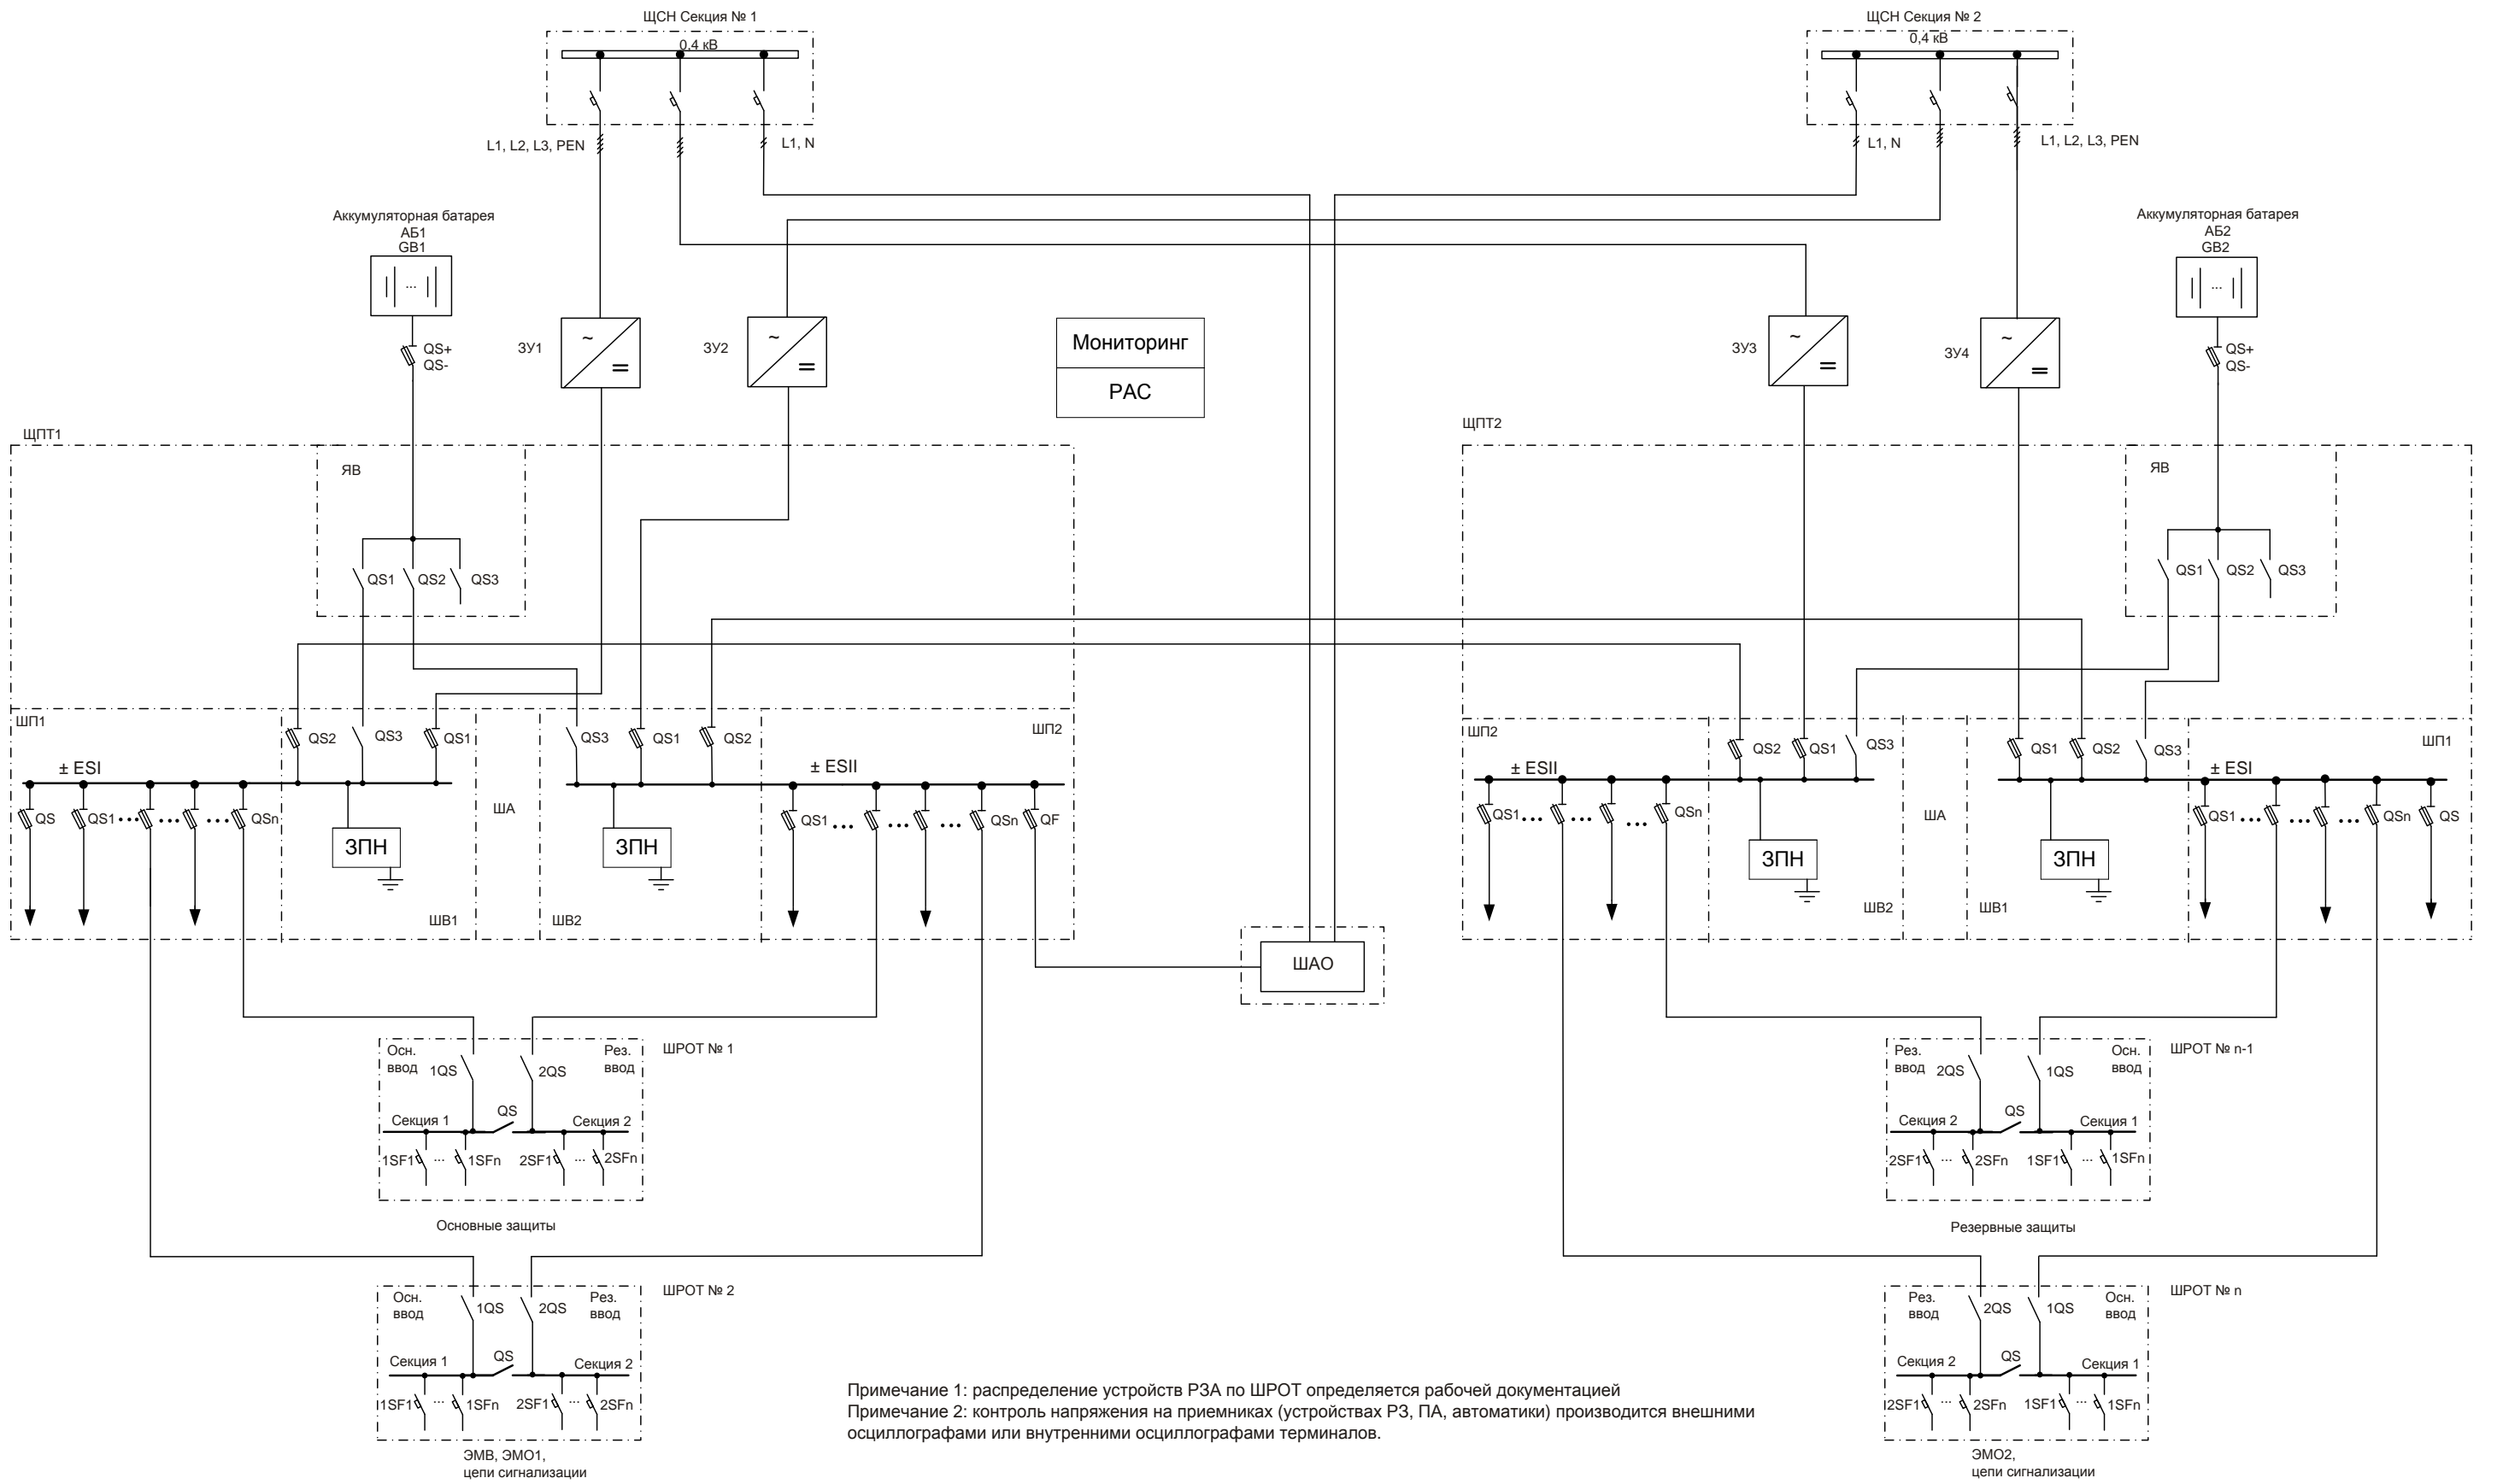 ЩСН Секция № 1
0,4 кВ
L1, L2, L3, PEN
L1, N
ЩСН Секция № 2
0,4 кВ
L1, N
L1, L2, L3, PEN
Аккумуляторная батарея
АБ1
GB1
QS+
QS-
ЗУ1
~
=
ЗУ2
~
=
Мониторинг
РАС
ЗУ3
~
=
ЗУ4
~
=
Аккумуляторная батарея
АБ2
GB2
QS+
QS-
ЩПТ1
ЯВ
QS1
QS2
QS3
ЩПТ2
ЯВ
QS1
QS2
QS3
ШП1
QS2
QS3
QS1
QS3
QS1
QS2
ШП2
± ESI
± ESII
QS
QS1
...
...
...
QSn
ША
QS1
...
...
...
QSn
QF
ЗПН
ЗПН
ШВ1
ШВ2
ШП2
QS2
QS1
QS3
QS1
QS2
QS3
ШП1
± ESII
± ESI
QS1
...
...
...
QSn
ША
QS1
...
...
...
QSn
QS
ЗПН
ЗПН
ШВ2
ШВ1
ШАО
ШРОТ № 1
Осн.
ввод
1QS
2QS
Рез.
ввод
QS
Секция 1
Секция 2
1SF1
...
1SFn
2SF1
...
2SFn
Основные защиты
ШРОТ № n-1
Рез.
ввод
2QS
1QS
Осн.
ввод
QS
Секция 2
Секция 1
2SF1
...
2SFn
1SF1
...
1SFn
Резервные защиты
ШРОТ № 2
Осн.
ввод
1QS
2QS
Рез.
ввод
QS
Секция 1
Секция 2
1SF1
...
1SFn
2SF1
...
2SFn
ЭМВ, ЭМО1,
цепи сигнализации
Примечание 1: распределение устройств РЗА по ШРОТ определяется рабочей документацией
Примечание 2: контроль напряжения на приемниках (устройствах РЗ, ПА, автоматики) производится внешними
осциллографами или внутренними осциллографами терминалов.
ШРОТ № n
Рез.
ввод
2QS
1QS
Осн.
ввод
QS
Секция 2
Секция 1
2SF1
...
2SFn
1SF1
...
1SFn
ЭМО2,
цепи сигнализации